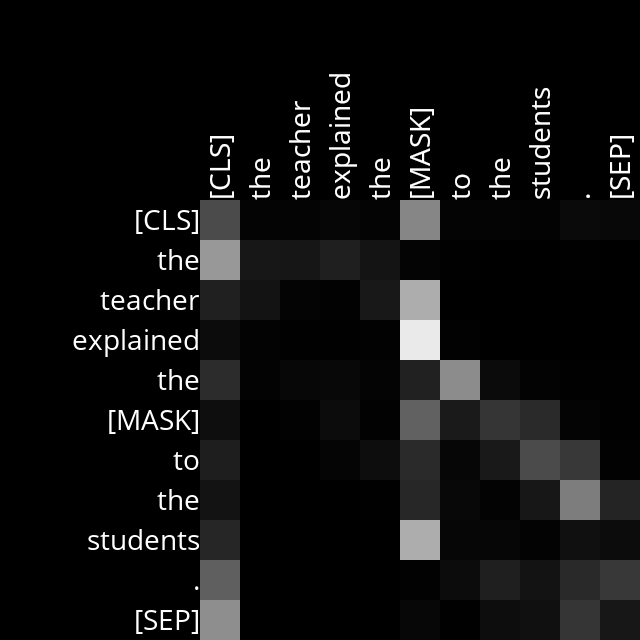 [CLS] the teacher explained the [MASK] to the students . [SEP]
[CLS]
the
teacher
explained
the
[MASK]
to
the
students
.
[SEP]